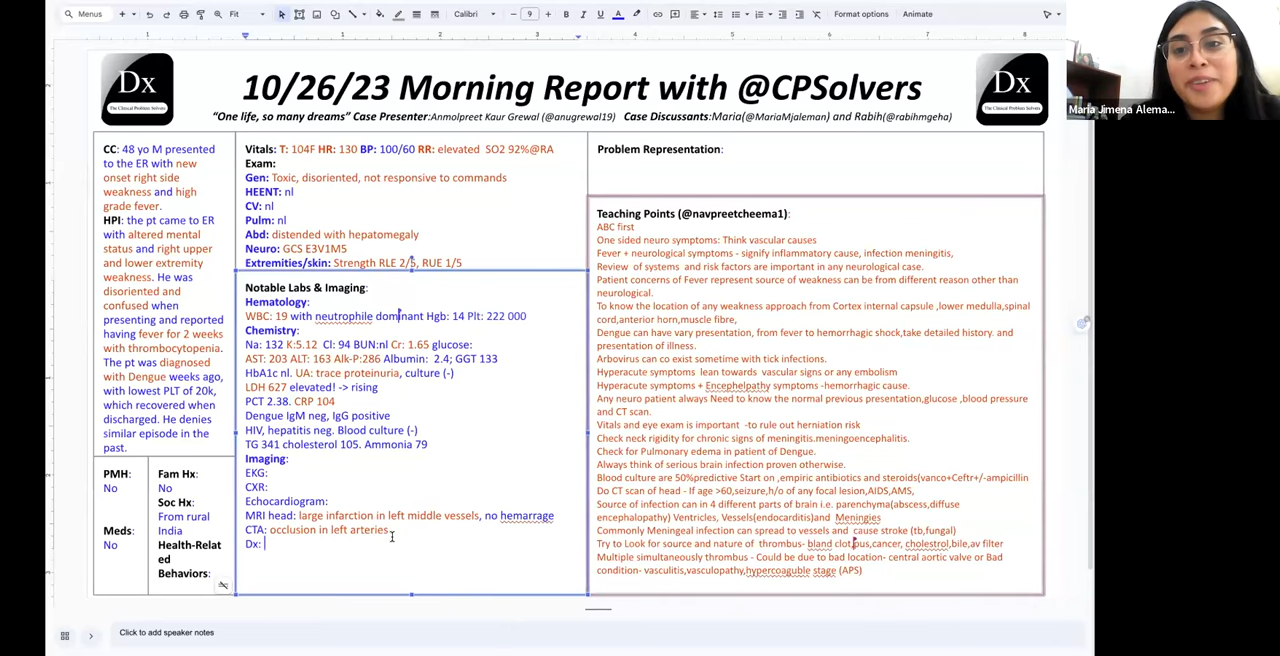 Menus
Fit
Calibri
9
Format options
Animate
1
1
2
3
4
5
6
7
8
Maria Jimena Alema...
Dx
The Clinical Problem Solvers
10/26/23 Morning Report with @CPSolvers
“One life, so many dreams” Case Presenter:Anmolpreet Kaur Grewal (@anugrewal19) Case Discussants:Maria(@MariaMjaleman) and Rabih(@rabihmgeha)
Dx
The Clinical Problem Solvers
CC: 48 yo M presented
to the ER with new
onset right side
weakness and high
grade fever.
HPI: the pt came to ER
with altered mental
status and right upper
and lower extremity
weakness. He was
disoriented and
confused when
presenting and reported
having fever for 2 weeks
with thrombocytopenia.
The pt was diagnosed
with Dengue weeks ago,
with lowest PLT of 20k,
which recovered when
discharged. He denies
similar episode in the
past.
PMH:
No
Meds:
No
Fam Hx:
No
Soc Hx:
From rural
India
Health-Relat
ed
Behaviors:
Vitals: T: 104F HR: 130 BP: 100/60 RR: elevated SO2 92%@RA
Exam:
Gen: Toxic, disoriented, not responsive to commands
HEENT: nl
CV: nl
Pulm: nl
Abd: distended with hepatomegaly
Neuro: GCS E3V1M5
Extremities/skin: Strength RLE 2/5, RUE 1/5
Notable Labs & Imaging:
Hematology:
WBC: 19 with neutrophile dominant Hgb: 14 Plt: 222 000
Chemistry:
Na: 132 K:5.12 Cl: 94 BUN:nl Cr: 1.65 glucose:
AST: 203 ALT: 163 Alk-P:286 Albumin: 2.4; GGT 133
HbA1c nl. UA: trace proteinuria, culture (-)
LDH 627 elevated! -> rising
PCT 2.38. CRP 104
Dengue IgM neg, IgG positive
HIV, hepatitis neg. Blood culture (-)
TG 341 cholesterol 105. Ammonia 79
Imaging:
EKG:
CXR:
Echocardiogram:
MRI head: large infarction in left middle vessels, no hemarrage
CTA: occlusion in left arteries
Dx:
Problem Representation:
Teaching Points (@navpreetcheema1):
ABC first
One sided neuro symptoms: Think vascular causes
Fever + neurological symptoms - signify inflammatory cause, infection meningitis,
Review of systems and risk factors are important in any neurological case.
Patient concerns of Fever represent source of weakness can be from different reason other than
neurological.
To know the location of any weakness approach from Cortex internal capsule ,lower medulla,spinal
cord,anterior horn,muscle fibre,
Dengue can have vary presentation, from fever to hemorrhagic shock,take detailed history. and
presentation of illness.
Arbovirus can co exist sometime with tick infections.
Hyperacute symptoms lean towards vascular signs or any embolism
Hyperacute symptoms + Encephelpathy symptoms -hemorrhagic cause.
Any neuro patient always Need to know the normal previous presentation,glucose ,blood pressure
and CT scan.
Vitals and eye exam is important -to rule out herniation risk
Check neck rigidity for chronic signs of meningitis.meningoencephalitis.
Check for Pulmonary edema in patient of Dengue.
Always think of serious brain infection proven otherwise.
Blood culture are 50%predictive Start on ,empiric antibiotics and steroids(vanco+Ceftr+/-ampicillin
Do CT scan of head - If age >60,seizure,h/o of any focal lesion,AIDS,AMS,
Source of infection can in 4 different parts of brain i.e. parenchyma(abscess,diffuse
encephalopathy) Ventricles, Vessels(endocarditis)and Meningies
Commonly Meningeal infection can spread to vessels and cause stroke (tb,fungal)
Try to Look for source and nature of thrombus- bland clot,pus,cancer, cholestrol,bile,av filter
Multiple simultaneously thrombus - Could be due to bad location- central aortic valve or Bad
condition- vasculitis,vasculopathy,hypercoaguble stage (APS)
Click to add speaker notes